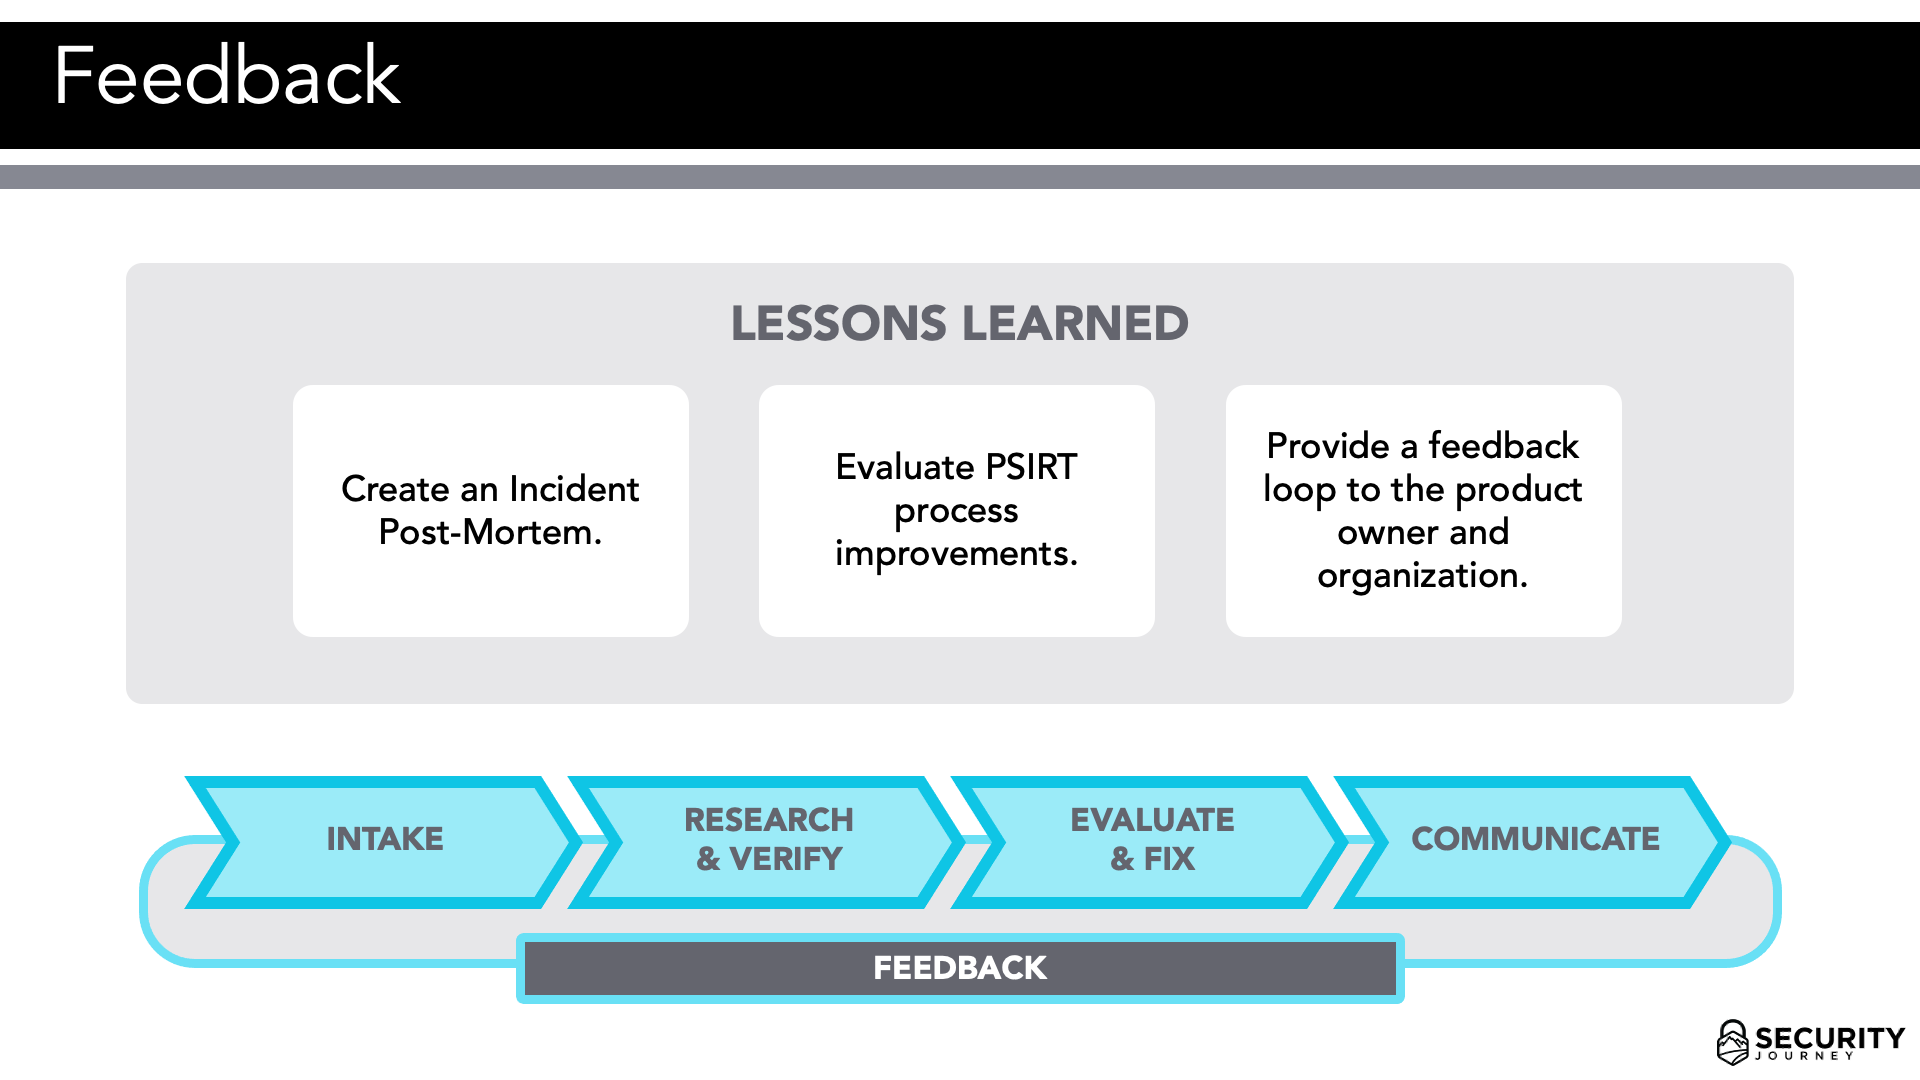 Feedback
LESSONS LEARNED
Create an Incident
Post-Mortem.
Evaluate PSIRT
process
improvements.
Provide a feedback
loop to the product
owner and
organization.
INTAKE
RESEARCH
& VERIFY
EVALUATE
& FIX
COMMUNICATE
FEEDBACK
SECURITY
JOURNEY